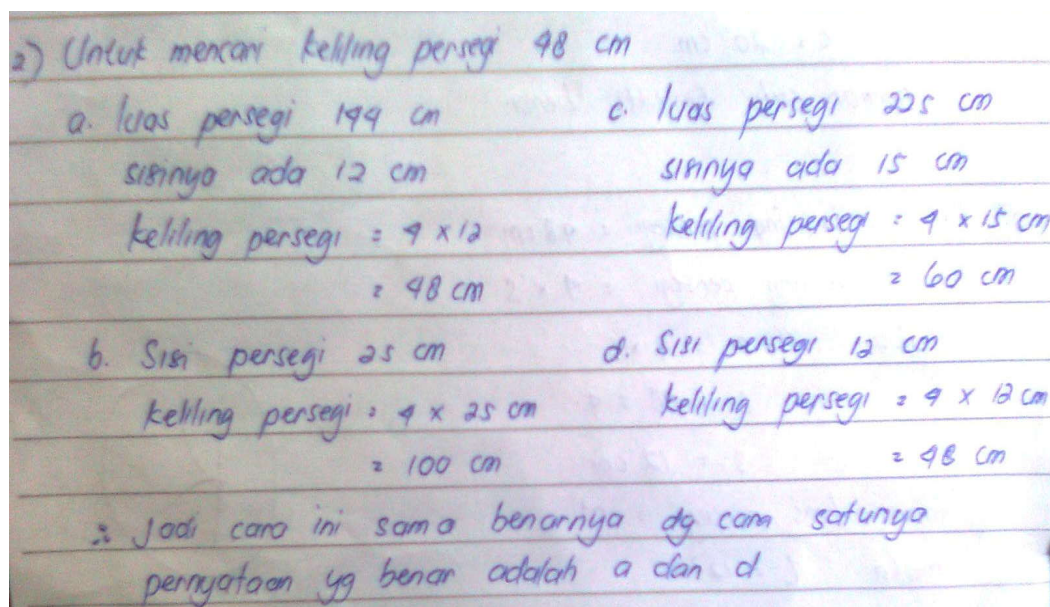 2) Untuk mencari keliling persegi 48 cm
a. luas persegi 144 cm
sisinya ada 12 cm
keliling persegi = 4 x 12
= 48 cm
b. Sisi persegi 25 cm
keliling persegi = 4 x 25 cm
= 100 cm
c. luas persegi 225 cm
sisinya ada 15 cm
keliling persegi = 4 x 15 cm
= 60 cm
d. Sisi persegi 12 cm
keliling persegi = 4 x 12 cm
= 48 cm
∴ Jadi cara ini sama benarnya dg cara satunya
pernyataan yg benar adalah a dan d